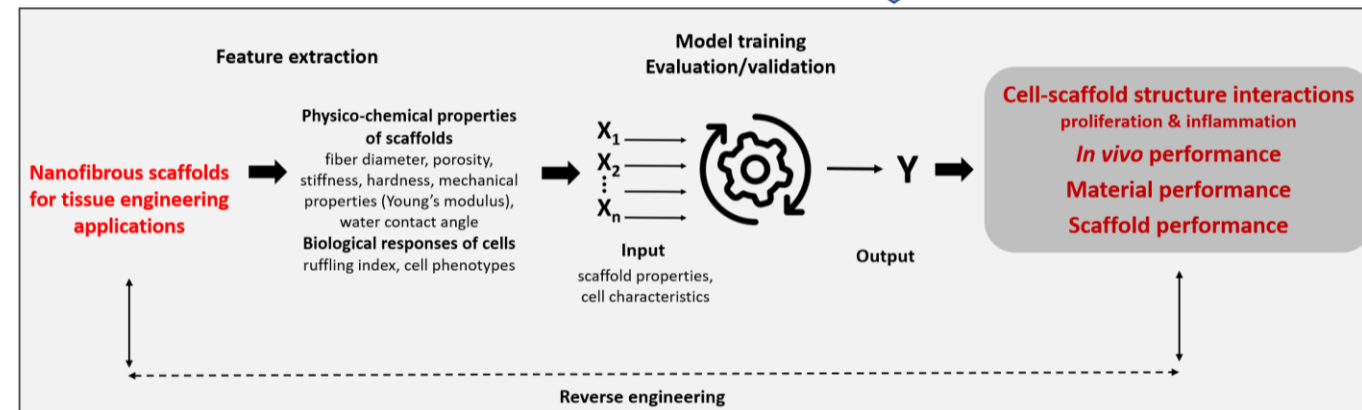 Feature extraction
Model training
Evaluation/validation
Nanofibrous scaffolds
for tissue engineering
applications
Physico-chemical properties
of scaffolds
fiber diameter, porosity,
stiffness, hardness, mechanical
properties (Young's modulus),
water contact angle
Biological responses of cells
ruffling index, cell phenotypes
X1
X2
Xn
Input
scaffold properties,
cell characteristics
Y
Output
Cell-scaffold structure interactions
proliferation & inflammation
In vivo performance
Material performance
Scaffold performance
Reverse engineering